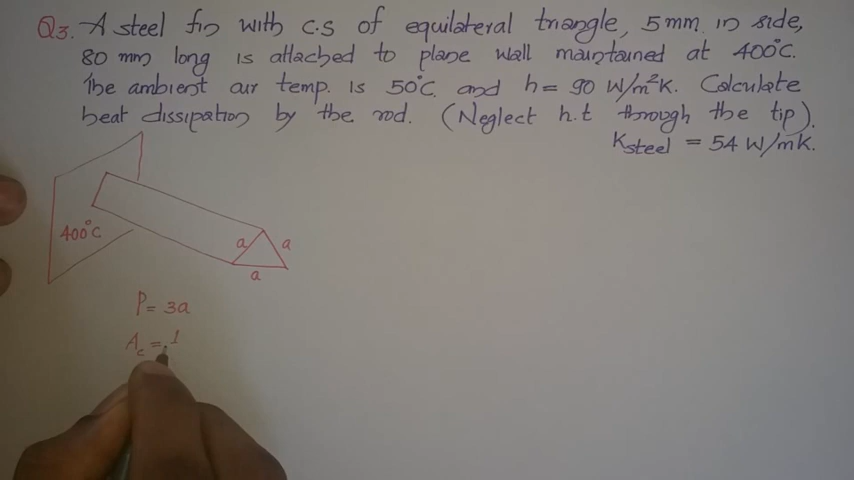 Q3. A steel fin with C.S of equilateral triangle, 5mm in side,
80 mm long is attached to plane wall maintained at 400°C.
The ambient air temp. is 50°C and h = 90 W/m²K. Calculate
heat dissipation by the rod. (Neglect h.t through the tip).
Ksteel = 54 W/mK.
400°C
a a
a
P = 3a
Ac = 1